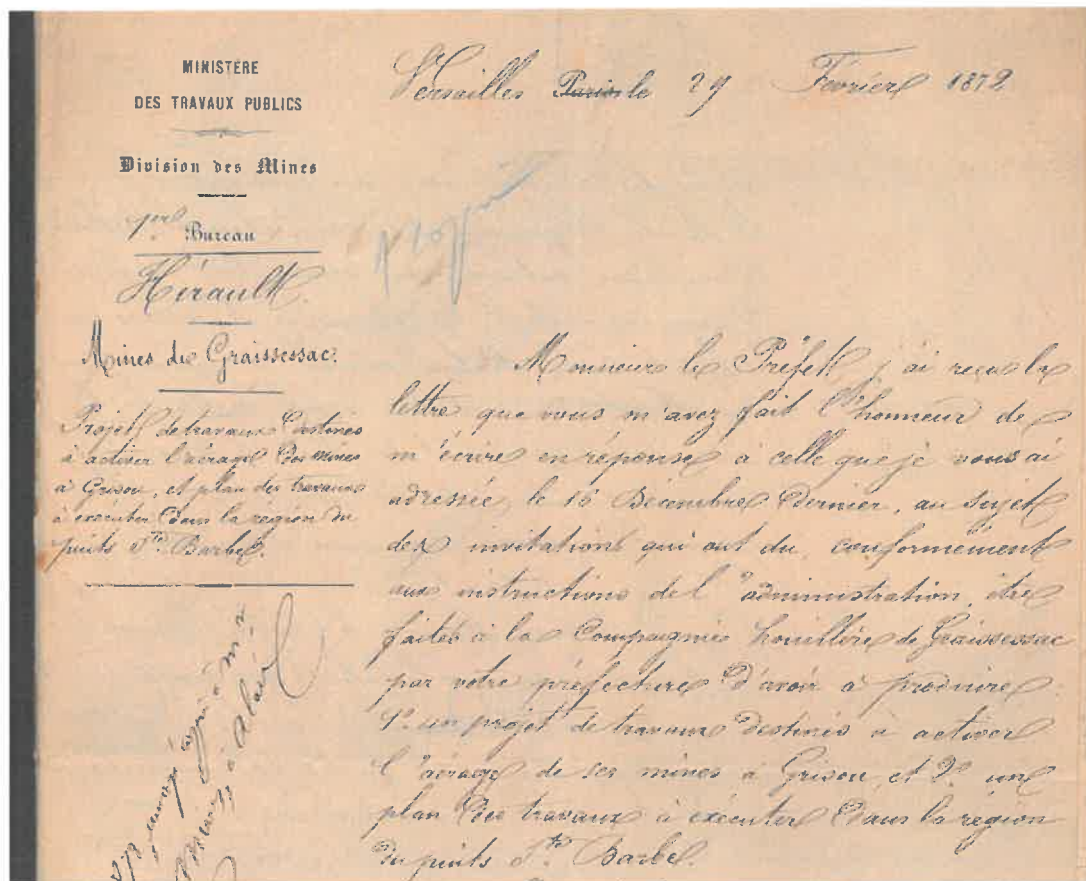 MINISTÈRE
DES TRAVAUX PUBLICS
Division des Mines
1er Bureau
Hérault.
Mines de Graissessac.
Projet de travaux destinés
à activer l'aérage des mines
à Grisou, et plan des travaux
à exécuter dans la région du
puits Ste Barbe.
Versailles Paris le 29 Février 1872
Monsieur le Préfet, j'ai reçu la
lettre que vous m'avez fait l'honneur de
m'écrire en réponse à celle que je vous ai
adressée, le 16 Décembre dernier, au sujet
des invitations qui ont du, conformément
aux instructions de l'administration, être
faites à la Compagnie houillère de Graissessac
par votre préfecture d'avoir à produire
1° un projet de travaux destinés à activer
l'aérage de ses mines à Grisou, et 2° un
plan des travaux à exécuter dans la région
du puits Ste Barbe.
à Mr
à Alais